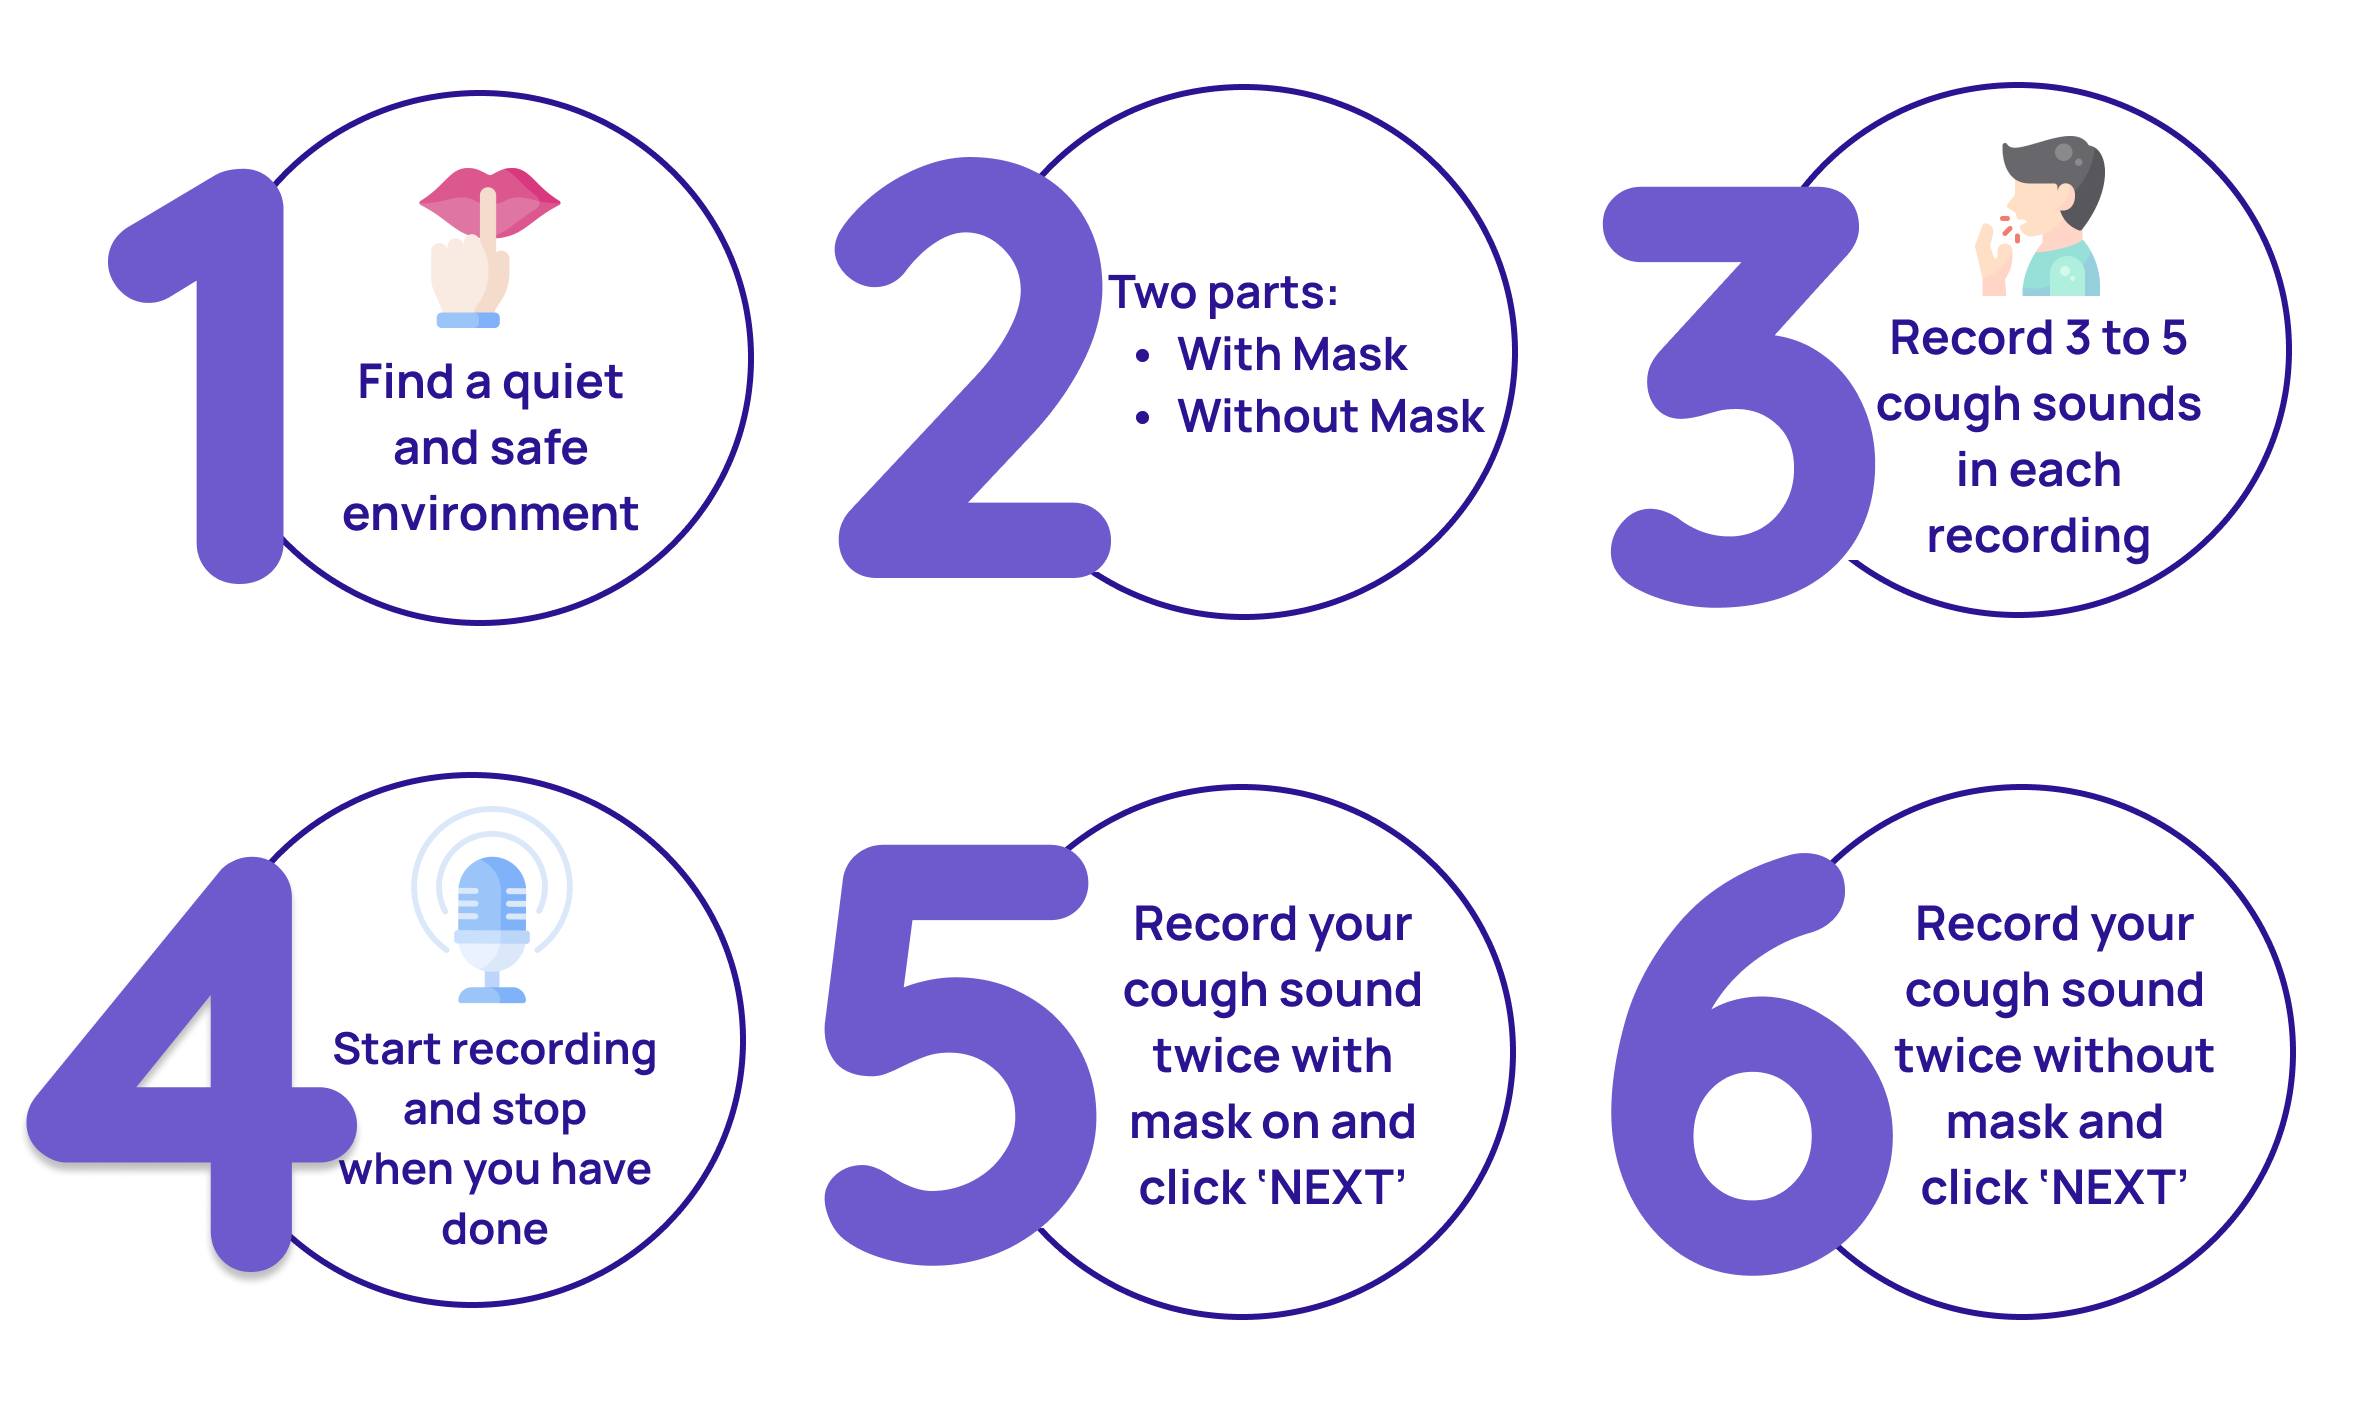 1
Find a quiet
and safe
environment
2
Two parts:
• With Mask
• Without Mask
3
Record 3 to 5
cough sounds
in each
recording
4
Start recording
and stop
when you have
done
5
Record your
cough sound
twice with
mask on and
click ‘NEXT’
6
Record your
cough sound
twice without
mask and
click ‘NEXT’